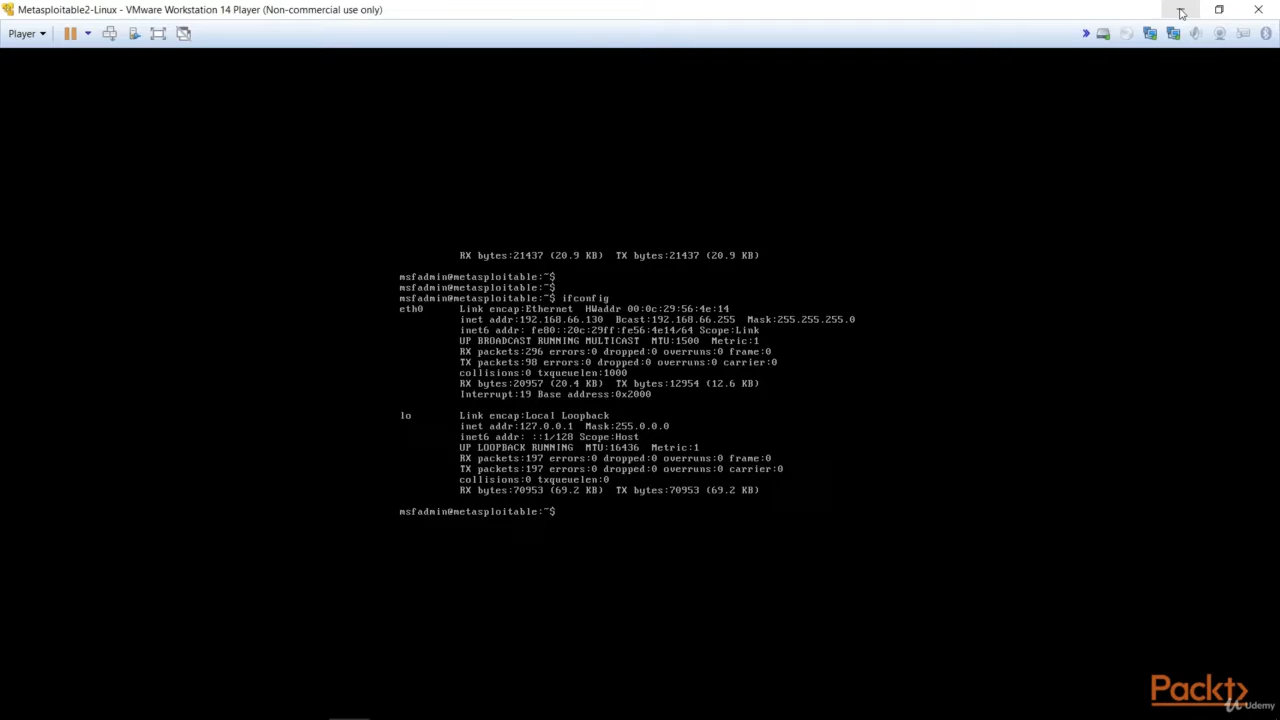 Metasploitable2-Linux - VMware Workstation 14 Player (Non-commercial use only)
Player
RX bytes:21437 (20.9 KB)  TX bytes:21437 (20.9 KB)
msfadmin@metasploitable:~$
msfadmin@metasploitable:~$
msfadmin@metasploitable:~$ ifconfig
eth0 Link encap:Ethernet  HWaddr 00:0c:29:56:4e:14
inet addr:192.168.66.130  Bcast:192.168.66.255  Mask:255.255.255.0
inet6 addr: fe80::20c:29ff:fe56:4e14/64 Scope:Link
UP BROADCAST RUNNING MULTICAST  MTU:1500  Metric:1
RX packets:296 errors:0 dropped:0 overruns:0 frame:0
TX packets:98 errors:0 dropped:0 overruns:0 carrier:0
collisions:0 txqueuelen:1000
RX bytes:20957 (20.4 KB)  TX bytes:12954 (12.6 KB)
Interrupt:19 Base address:0x2000
lo Link encap:Local Loopback
inet addr:127.0.0.1  Mask:255.0.0.0
inet6 addr: ::1/128 Scope:Host
UP LOOPBACK RUNNING  MTU:16436  Metric:1
RX packets:197 errors:0 dropped:0 overruns:0 frame:0
TX packets:197 errors:0 dropped:0 overruns:0 carrier:0
collisions:0 txqueuelen:0
RX bytes:70953 (69.2 KB)  TX bytes:70953 (69.2 KB)
msfadmin@metasploitable:~$
Packt
Udemy